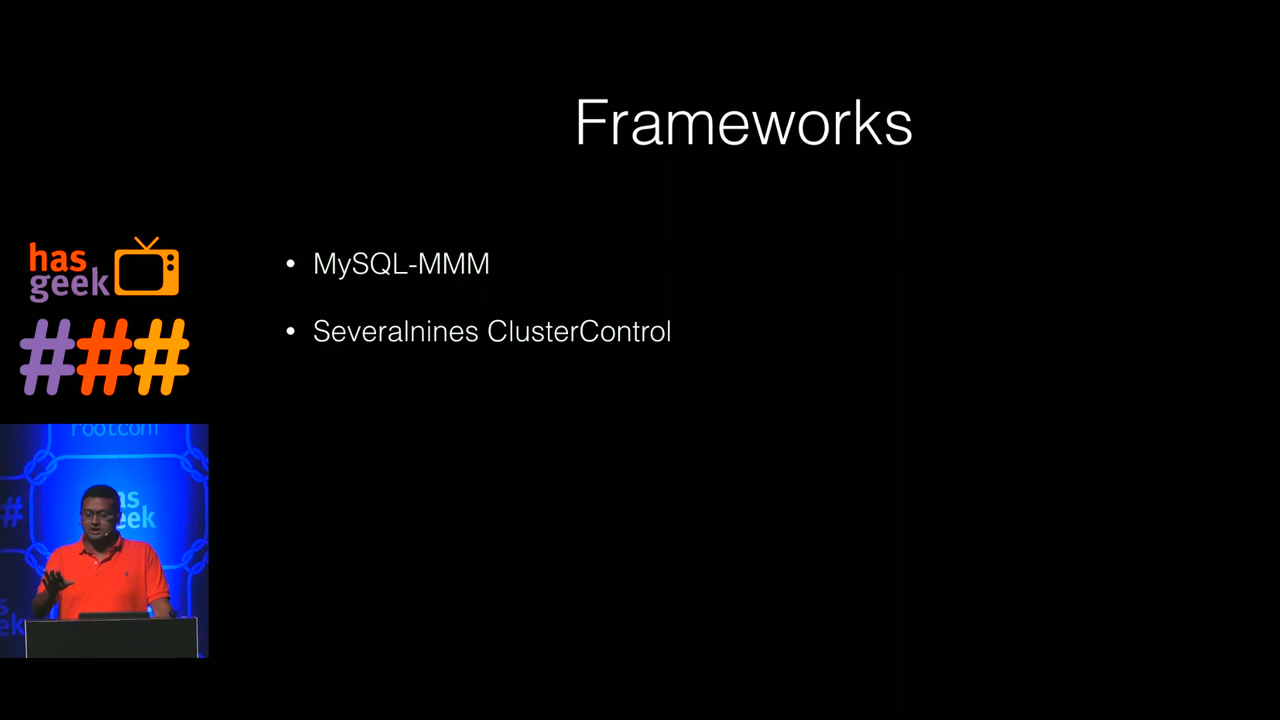 Frameworks
• MySQL-MMM
• Severalnines ClusterControl
has
geek
###
rootconf
#
has
geek